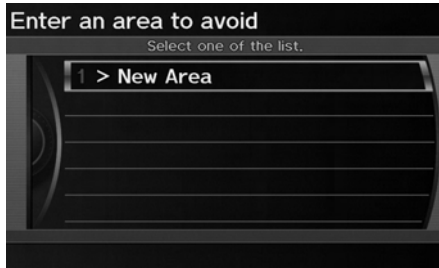 Enter an area to avoid
Select one of the list.
1 > New Area